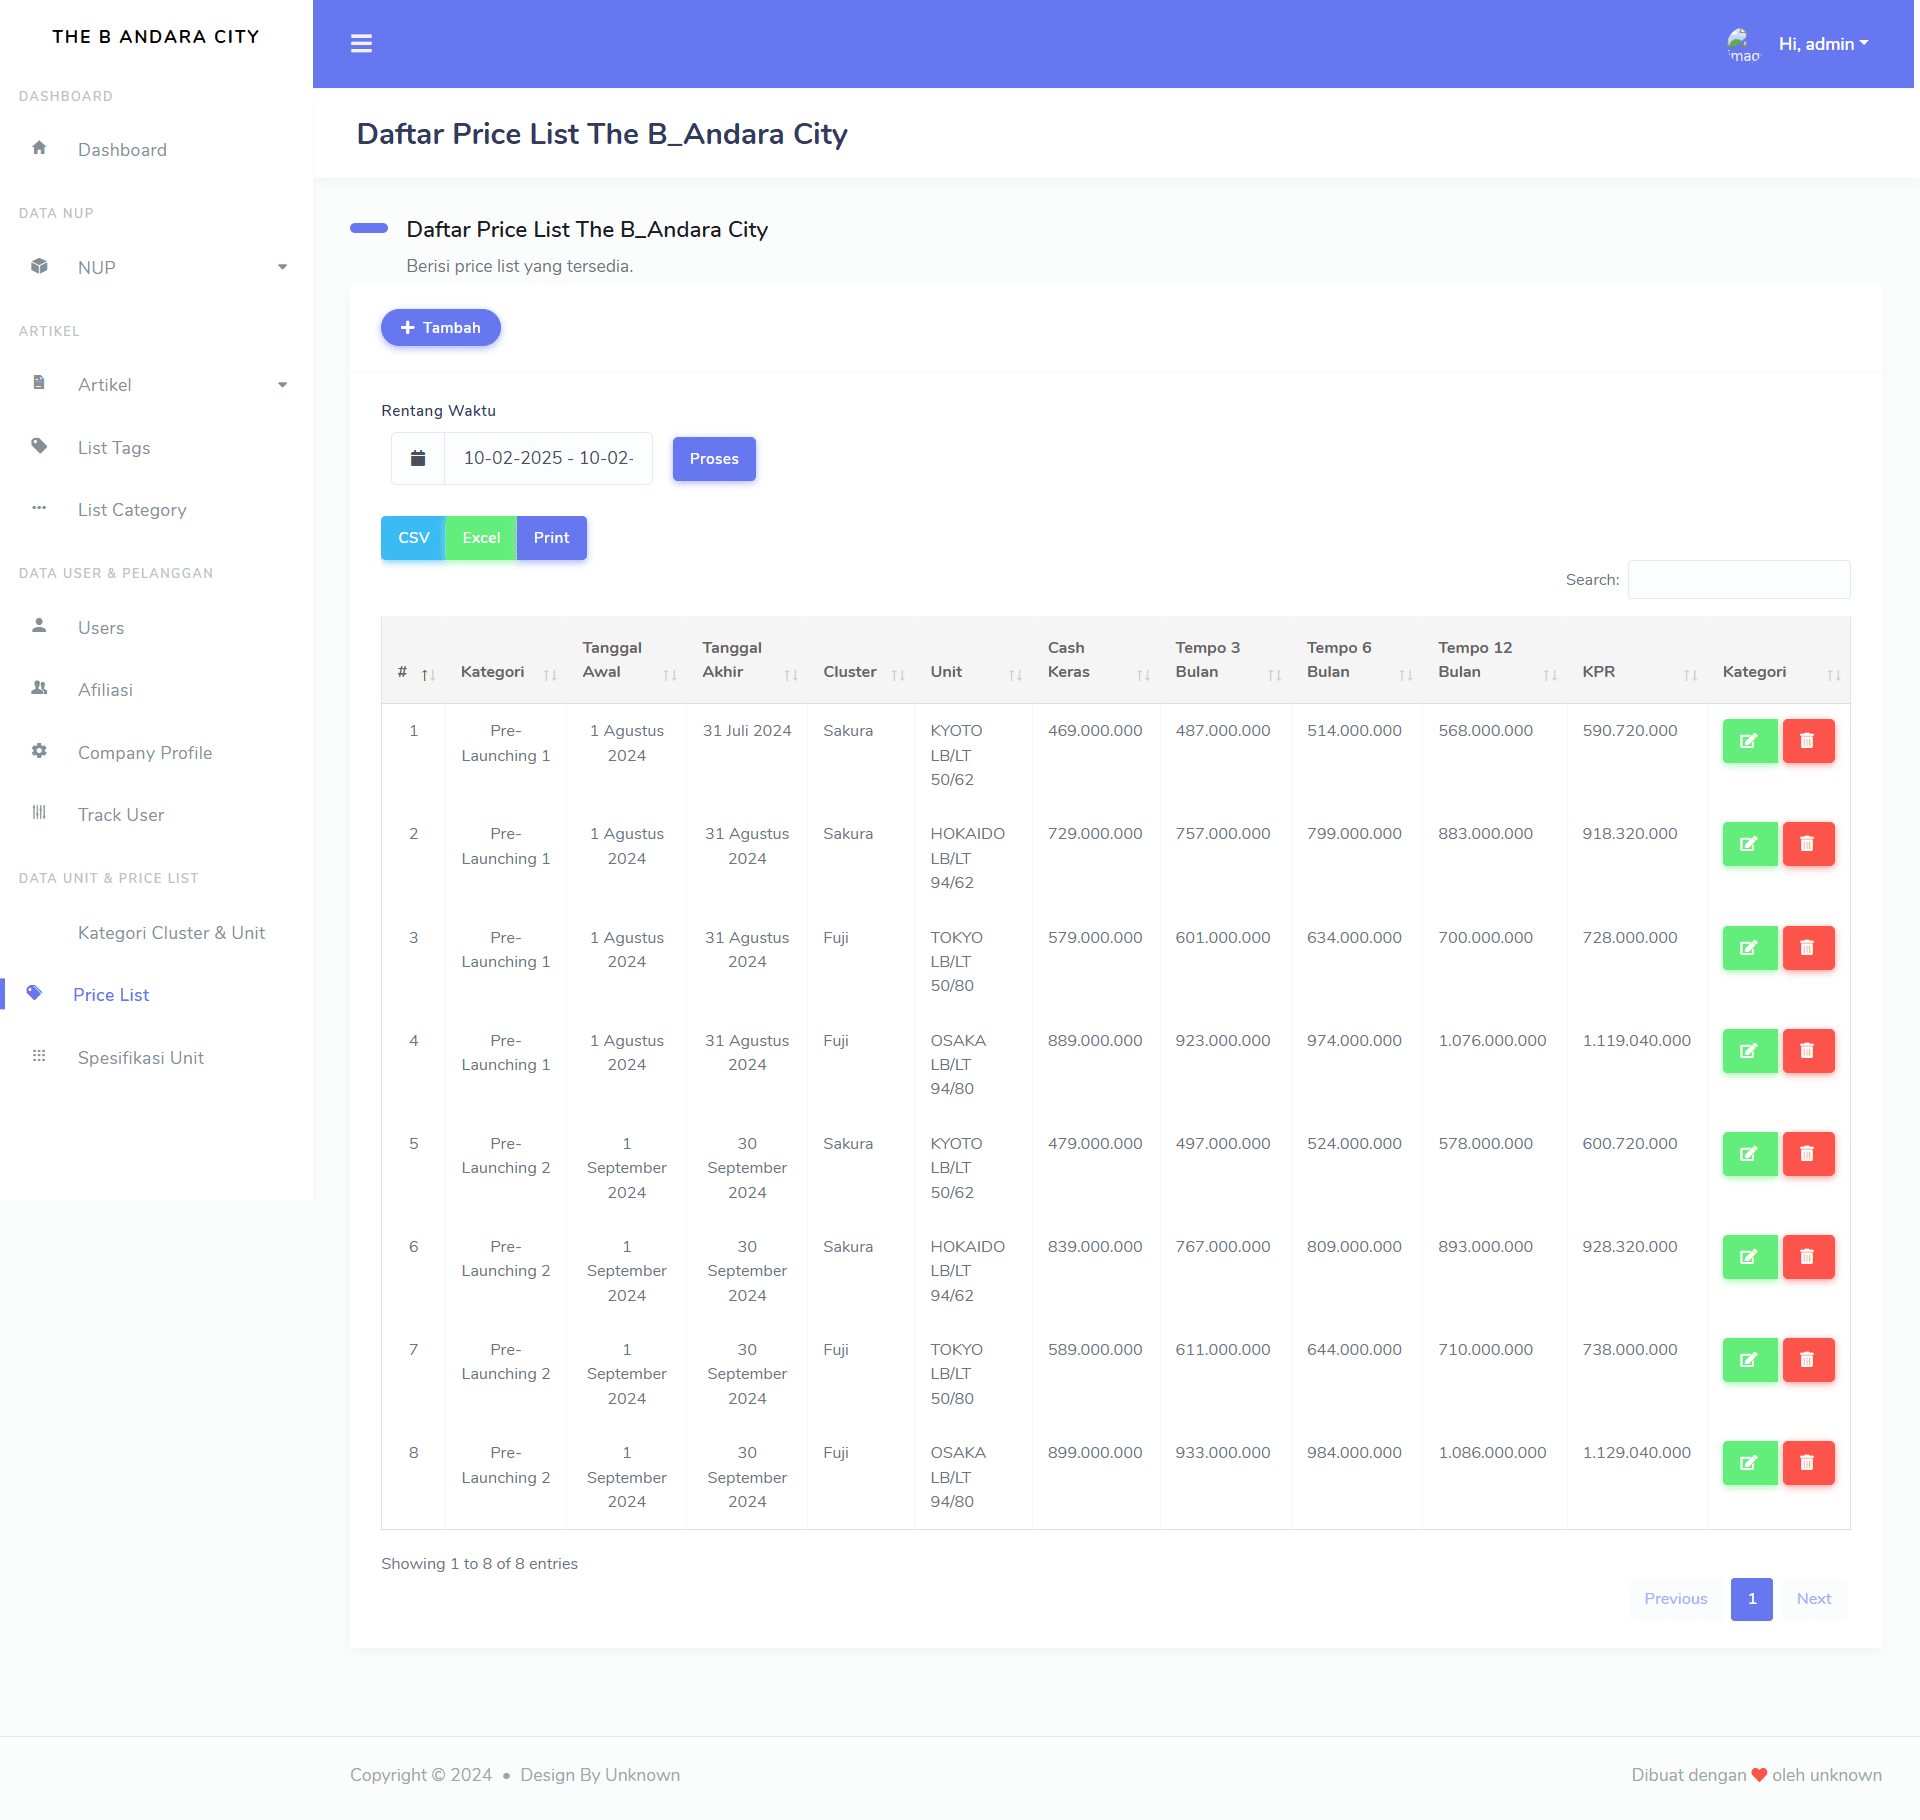 THE B ANDARA CITY
imag
Hi, admin
DASHBOARD
Dashboard
DATA NUP
NUP
ARTIKEL
Artikel
List Tags
List Category
DATA USER & PELANGGAN
Users
Afiliasi
Company Profile
Track User
DATA UNIT & PRICE LIST
Kategori Cluster & Unit
Price List
Spesifikasi Unit
Daftar Price List The B_Andara City
Daftar Price List The B_Andara City
Berisi price list yang tersedia.
Tambah
Rentang Waktu
10-02-2025 - 10-02-
Proses
CSV Excel Print
Search:
# Kategori Tanggal Awal Tanggal Akhir Cluster Unit Cash Keras Tempo 3 Bulan Tempo 6 Bulan Tempo 12 Bulan KPR Kategori
1 Pre-Launching 1 1 Agustus 2024 31 Juli 2024 Sakura KYOTO LB/LT 50/62 469.000.000 487.000.000 514.000.000 568.000.000 590.720.000
2 Pre-Launching 1 1 Agustus 2024 31 Agustus 2024 Sakura HOKAIDO LB/LT 94/62 729.000.000 757.000.000 799.000.000 883.000.000 918.320.000
3 Pre-Launching 1 1 Agustus 2024 31 Agustus 2024 Fuji TOKYO LB/LT 50/80 579.000.000 601.000.000 634.000.000 700.000.000 728.000.000
4 Pre-Launching 1 1 Agustus 2024 31 Agustus 2024 Fuji OSAKA LB/LT 94/80 889.000.000 923.000.000 974.000.000 1.076.000.000 1.119.040.000
5 Pre-Launching 2 1 September 2024 30 September 2024 Sakura KYOTO LB/LT 50/62 479.000.000 497.000.000 524.000.000 578.000.000 600.720.000
6 Pre-Launching 2 1 September 2024 30 September 2024 Sakura HOKAIDO LB/LT 94/62 839.000.000 767.000.000 809.000.000 893.000.000 928.320.000
7 Pre-Launching 2 1 September 2024 30 September 2024 Fuji TOKYO LB/LT 50/80 589.000.000 611.000.000 644.000.000 710.000.000 738.000.000
8 Pre-Launching 2 1 September 2024 30 September 2024 Fuji OSAKA LB/LT 94/80 899.000.000 933.000.000 984.000.000 1.086.000.000 1.129.040.000
Showing 1 to 8 of 8 entries
Previous 1 Next
Copyright © 2024 • Design By Unknown
Dibuat dengan ❤ oleh unknown